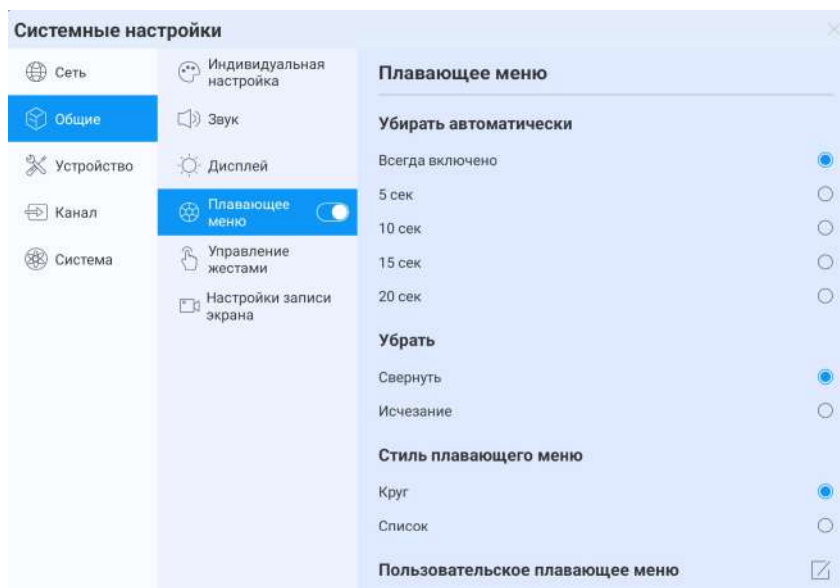 Системные настройки
Сеть
Общие
Устройство
Канал
Система
Индивидуальная
настройка
Звук
Дисплей
Плавающее
меню
Управление
жестами
Настройки записи
экрана
Плавающее меню
Убирать автоматически
Всегда включено
5 сек
10 сек
15 сек
20 сек
Убрать
Свернуть
Исчезание
Стиль плавающего меню
Круг
Список
Пользовательское плавающее меню